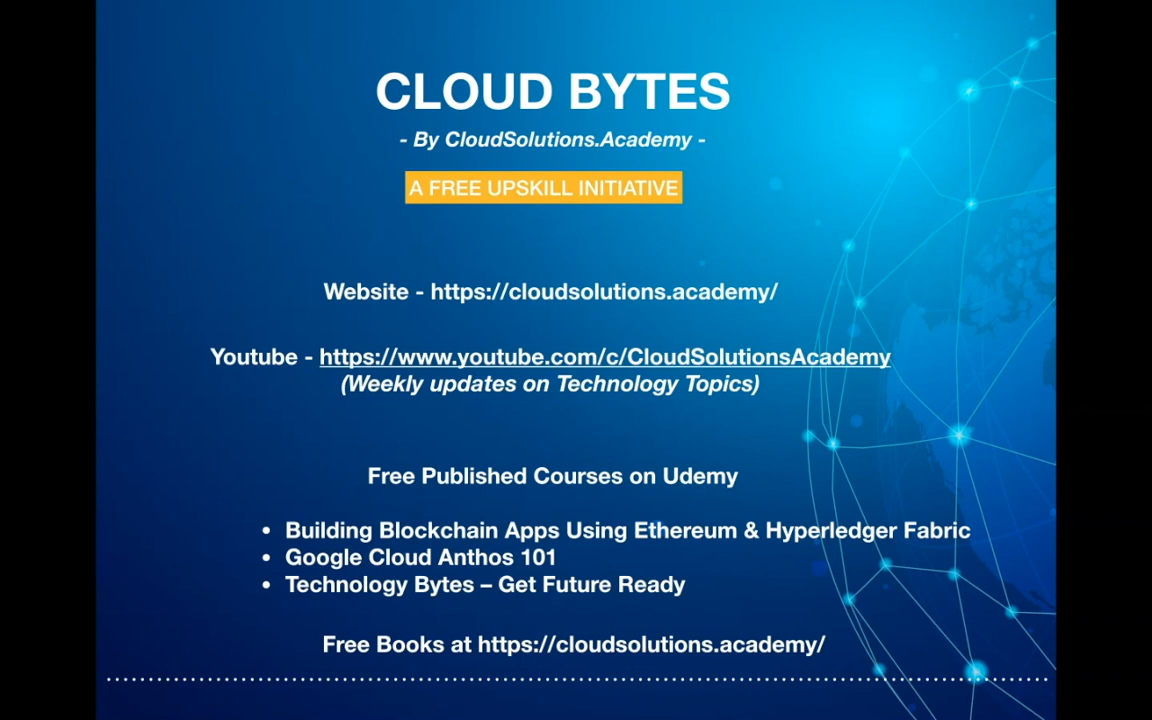 CLOUD BYTES
- By CloudSolutions.Academy -
A FREE UPSKILL INITIATIVE
Website - https://cloudsolutions.academy/
Youtube - https://www.youtube.com/c/CloudSolutionsAcademy
(Weekly updates on Technology Topics)
Free Published Courses on Udemy
• Building Blockchain Apps Using Ethereum & Hyperledger Fabric
• Google Cloud Anthos 101
• Technology Bytes – Get Future Ready
Free Books at https://cloudsolutions.academy/